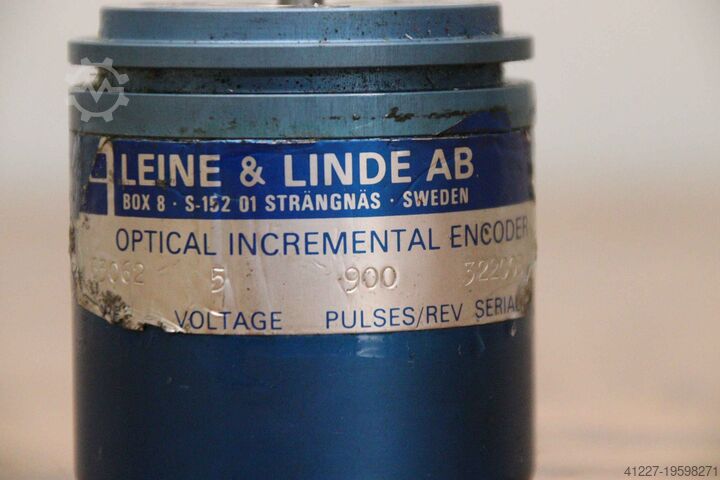 LEINE & LINDE AB
BOX 8 · S-152 01 STRÄNGNÄS · SWEDEN
OPTICAL INCREMENTAL ENCODER
5 900
VOLTAGE PULSES/REV SERIAL
41227-19598271